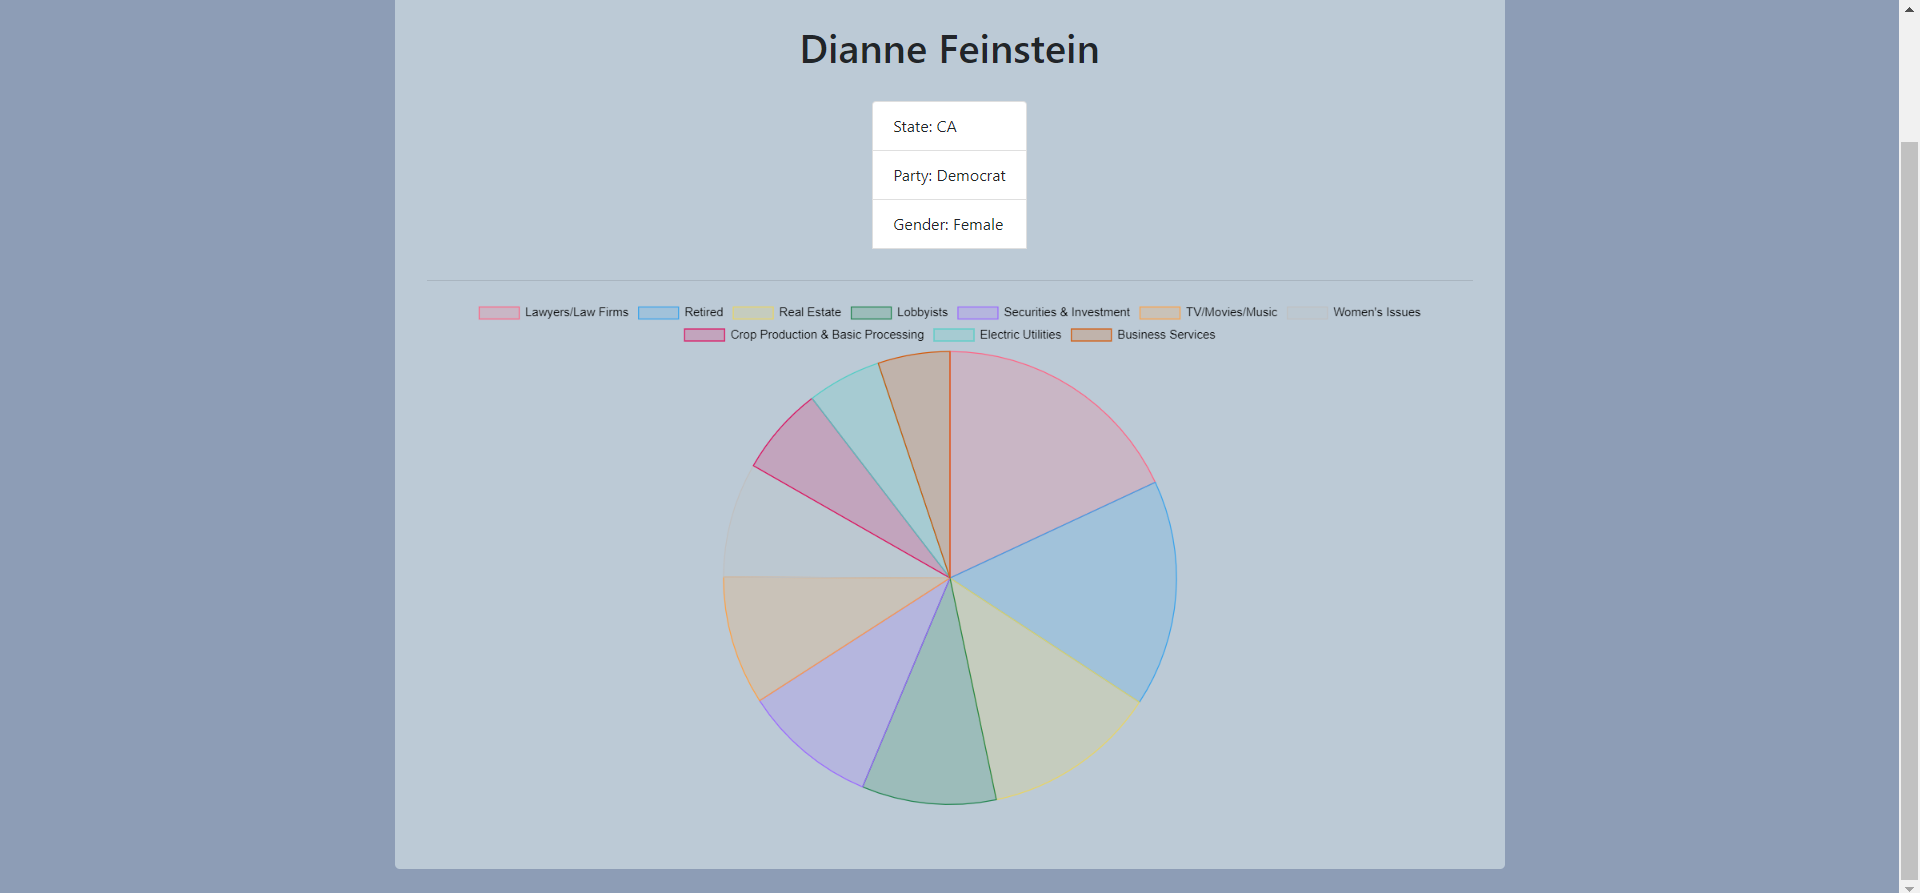 Dianne Feinstein
State: CA
Party: Democrat
Gender: Female
Lawyers/Law Firms Retired Real Estate Lobbyists Securities & Investment TV/Movies/Music Women's Issues
Crop Production & Basic Processing Electric Utilities Business Services